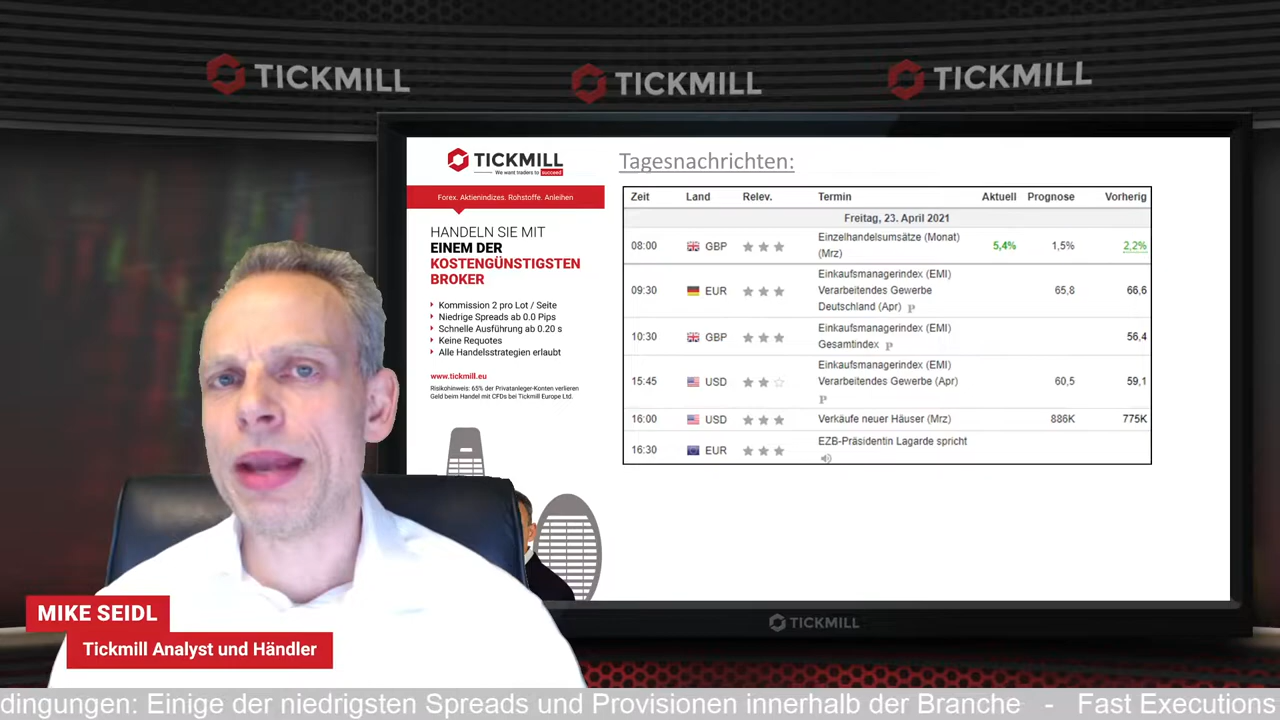 TICKMILL
TICKMILL
TICKMILL
TICKMILL
We want traders to succeed
Forex. Aktienindizes. Rohstoffe. Anleihen
HANDELN SIE MIT
EINEM DER
KOSTENGÜNSTIGSTEN
BROKER
Kommission 2 pro Lot / Seite
Niedrige Spreads ab 0.0 Pips
Schnelle Ausführung ab 0.20 s
Keine Requotes
Alle Handelsstrategien erlaubt
www.tickmill.eu
Risikohinweis: 65% der Privatanleger-Konten verlieren
Geld beim Handel mit CFDs bei Tickmill Europe Ltd.
Tagesnachrichten:
Zeit Land Relev. Termin Aktuell Prognose Vorherig
Freitag, 23. April 2021
08:00 GBP Einzelhandelsumsätze (Monat) 5,4% 1,5% 2,2%
(Mrz)
Einkaufsmanagerindex (EMI)
09:30 EUR Verarbeitendes Gewerbe 65,8 66,6
Deutschland (Apr) P
10:30 GBP Einkaufsmanagerindex (EMI) 56,4
Gesamtindex P
Einkaufsmanagerindex (EMI)
15:45 USD Verarbeitendes Gewerbe (Apr) 60,5 59,1
P
16:00 USD Verkäufe neuer Häuser (Mrz) 886K 775K
16:30 EUR EZB-Präsidentin Lagarde spricht
TICKMILL
MIKE SEIDL
Tickmill Analyst und Händler
dingungen: Einige der niedrigsten Spreads und Provisionen innerhalb der Branche - Fast Executions